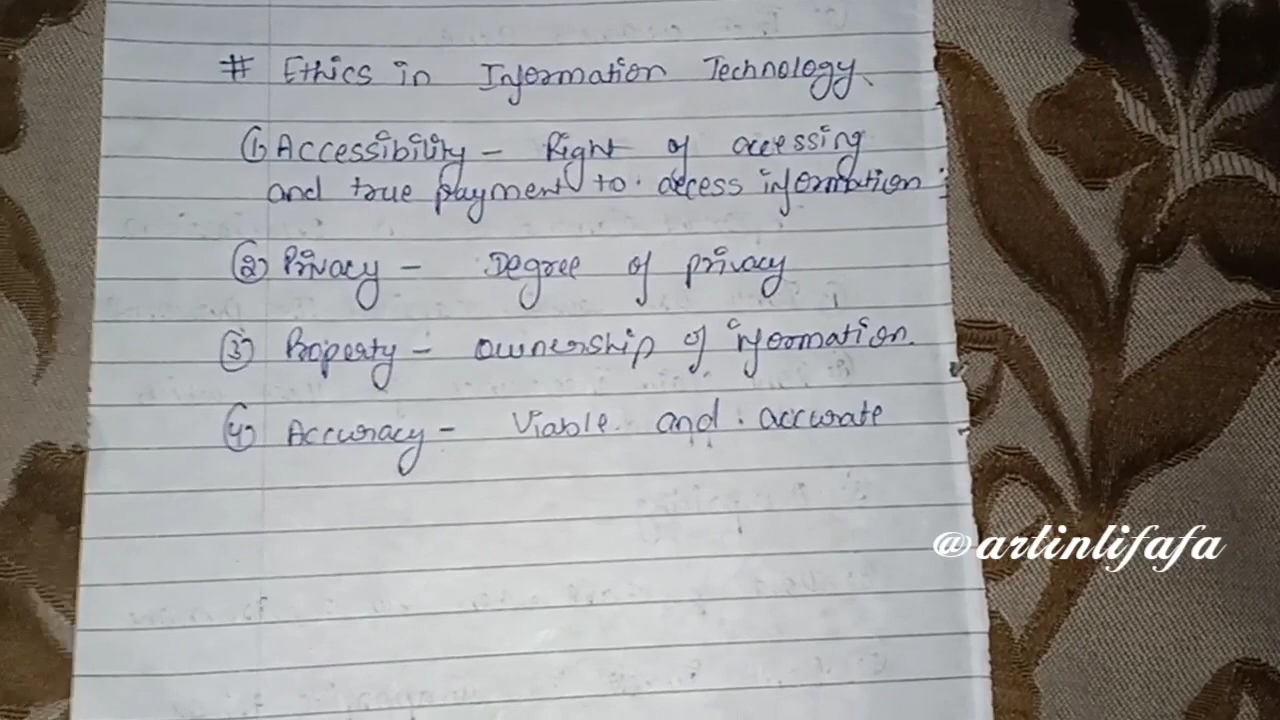 # Ethics in Information Technology
① Accessibility - Right of accessing
and true payment to access information
② Privacy - Degree of privacy
③ Property - ownership of information.
④ Accuracy - Viable and accurate
@artinlifafa